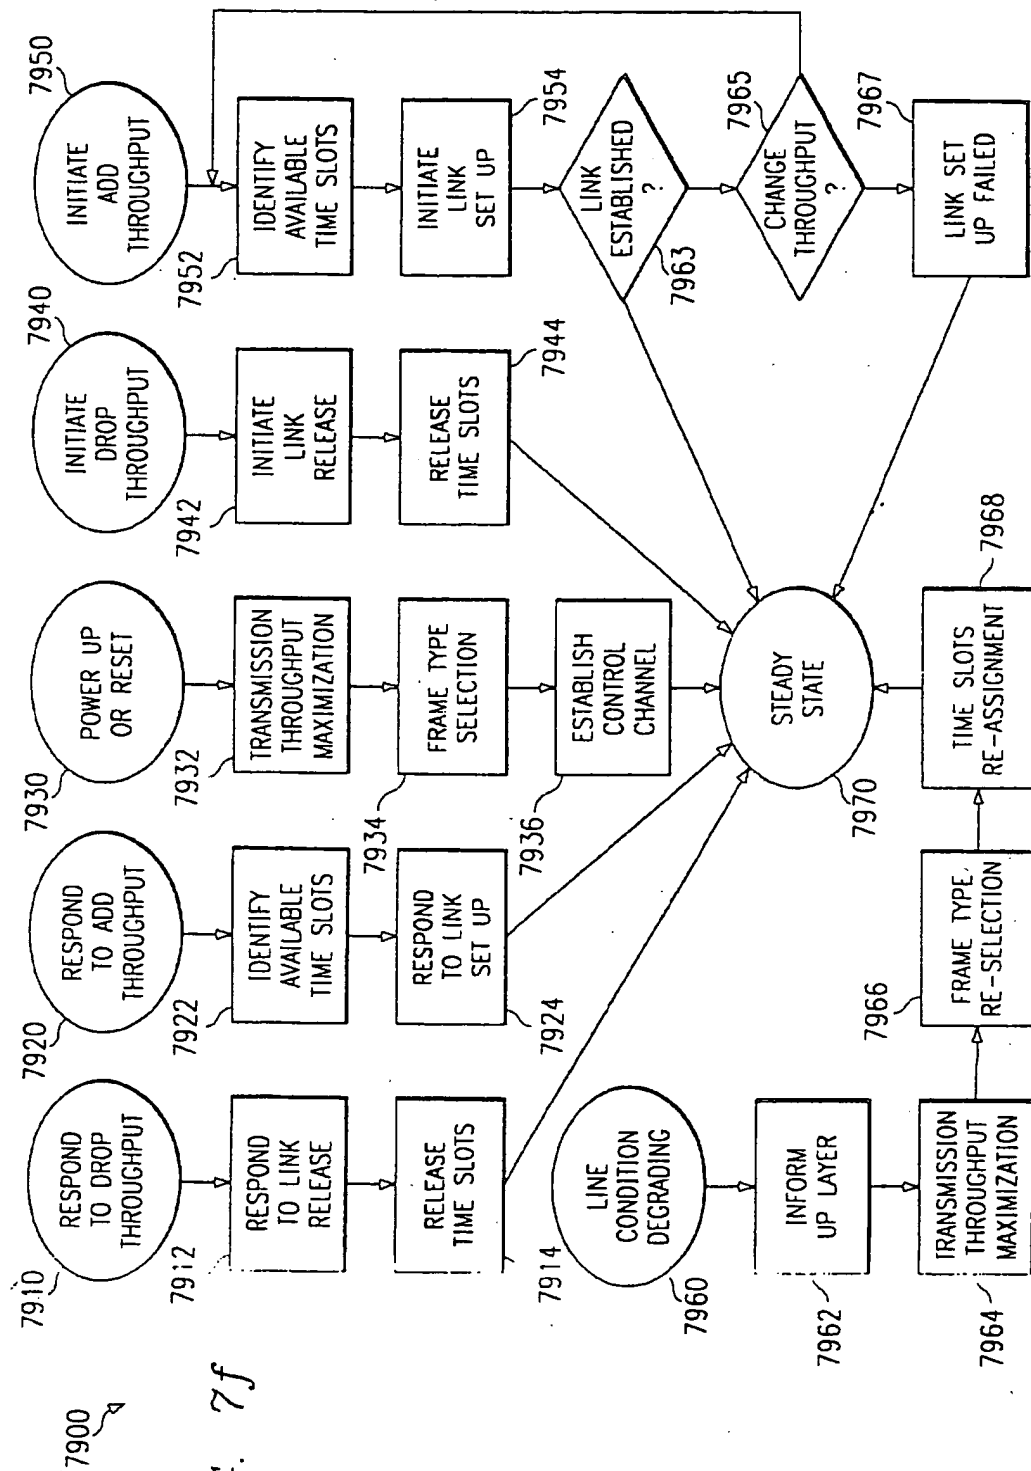 7900
7910
RESPOND
TO DROP
THROUGHPUT
7912
RESPOND
TO LINK
RELEASE
RELEASE
TIME SLOTS
7914
7920
RESPOND
TO ADD
THROUGHPUT
7922
IDENTIFY
AVAILABLE
TIME SLOTS
RESPOND
TO LINK
SET UP
7924
7930
POWER UP
OR RESET
7932
TRANSMISSION
THROUGHPUT
MAXIMIZATION
7934
FRAME TYPE
SELECTION
7936
ESTABLISH
CONTROL
CHANNEL
7940
INITIATE
DROP
THROUGHPUT
7942
INITIATE
LINK
RELEASE
RELEASE
TIME SLOTS
7944
7950
INITIATE
ADD
THROUGHPUT
7952
IDENTIFY
AVAILABLE
TIME SLOTS
INITIATE
LINK
SET UP
7954
LINK
ESTABLISHED
?
7963
7965
CHANGE
THROUGHPUT
?
7967
LINK SET
UP FAILED
LINE
CONDITION
DEGRADING
7960
INFORM
UP LAYER
7962
TRANSMISSION
THROUGHPUT
MAXIMIZATION
7964
7966
FRAME TYPE
RE-SELECTION
7968
TIME SLOTS
RE-ASSIGNMENT
STEADY
STATE
7970
7f